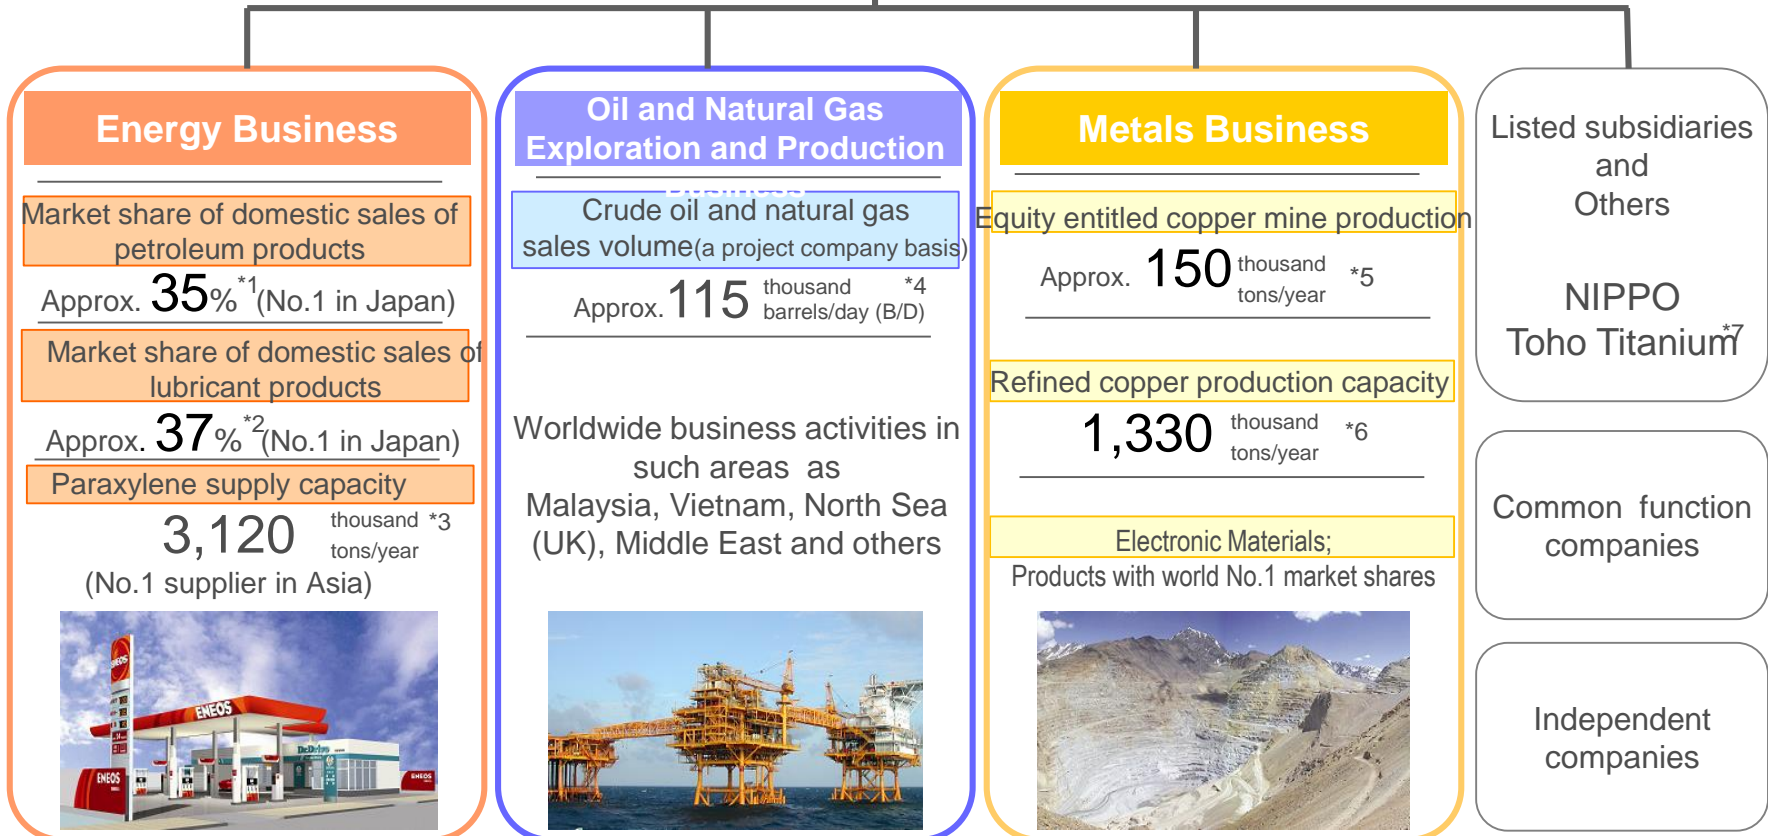 Energy Business
Market share of domestic sales of
petroleum products
Approx. 35%*1(No.1 in Japan)
Market share of domestic sales of
lubricant products
Approx. 37%*2(No.1 in Japan)
Paraxylene supply capacity
3,120 thousand tons/year *3
(No.1 supplier in Asia)
ENEOS
ENEOS
Dr.Drive
ENEOS
ENEOS
Oil and Natural Gas
Exploration and Production
Business
Crude oil and natural gas
sales volume(a project company basis)
Approx. 115 thousand barrels/day (B/D) *4
Worldwide business activities in
such areas as
Malaysia, Vietnam, North Sea
(UK), Middle East and others
Metals Business
Equity entitled copper mine production
Approx. 150 thousand tons/year *5
Refined copper production capacity
1,330 thousand tons/year *6
Electronic Materials;
Products with world No.1 market shares
Listed subsidiaries
and
Others
NIPPO
Toho Titanium*7
Common function
companies
Independent
companies